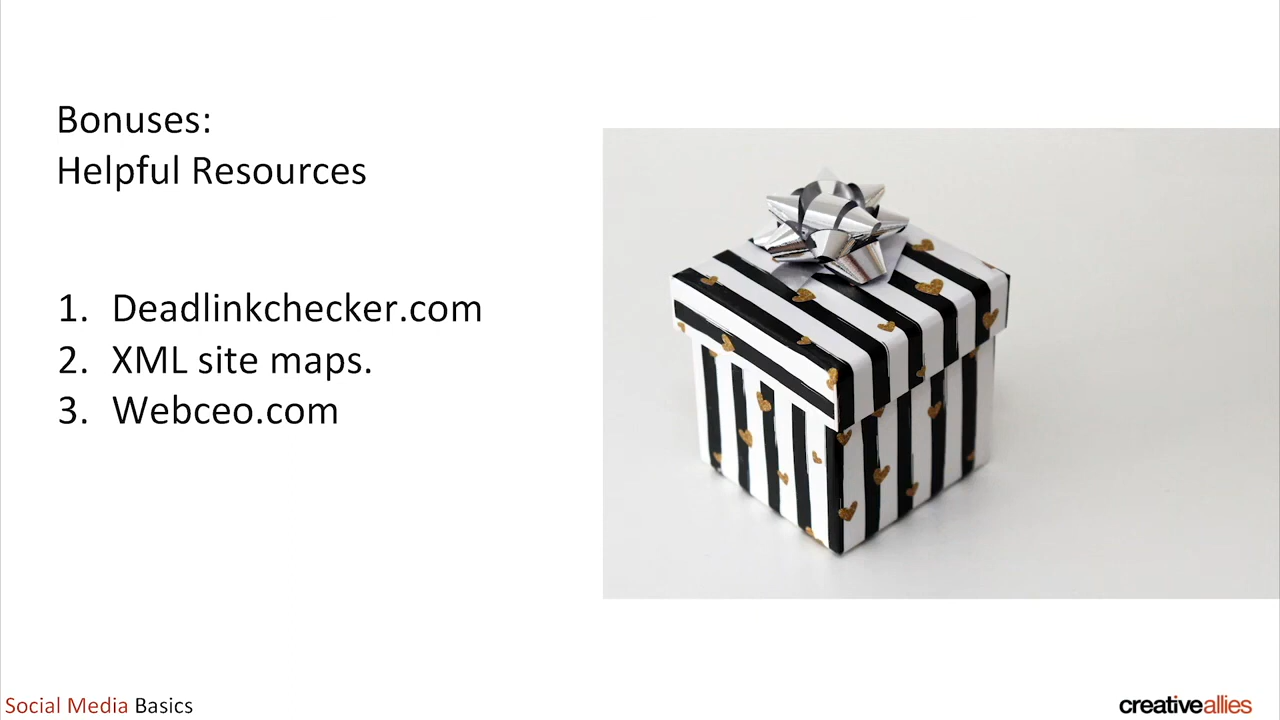 Bonuses:
Helpful Resources
1. Deadlinkchecker.com
2. XML site maps.
3. Webceo.com
Social Media Basics
creativeallies